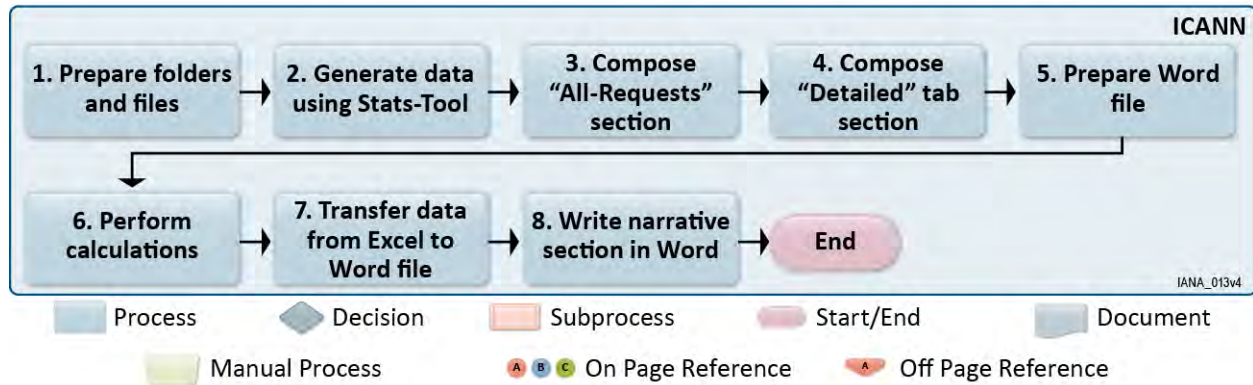 ICANN
1. Prepare folders
and files
2. Generate data
using Stats-Tool
3. Compose
“All-Requests”
section
4. Compose
“Detailed” tab
section
5. Prepare Word
file
6. Perform
calculations
7. Transfer data
from Excel to
Word file
8. Write narrative
section in Word
End
IANA_013v4
Process
Decision
Subprocess
Start/End
Document
Manual Process
A B C On Page Reference
A Off Page Reference